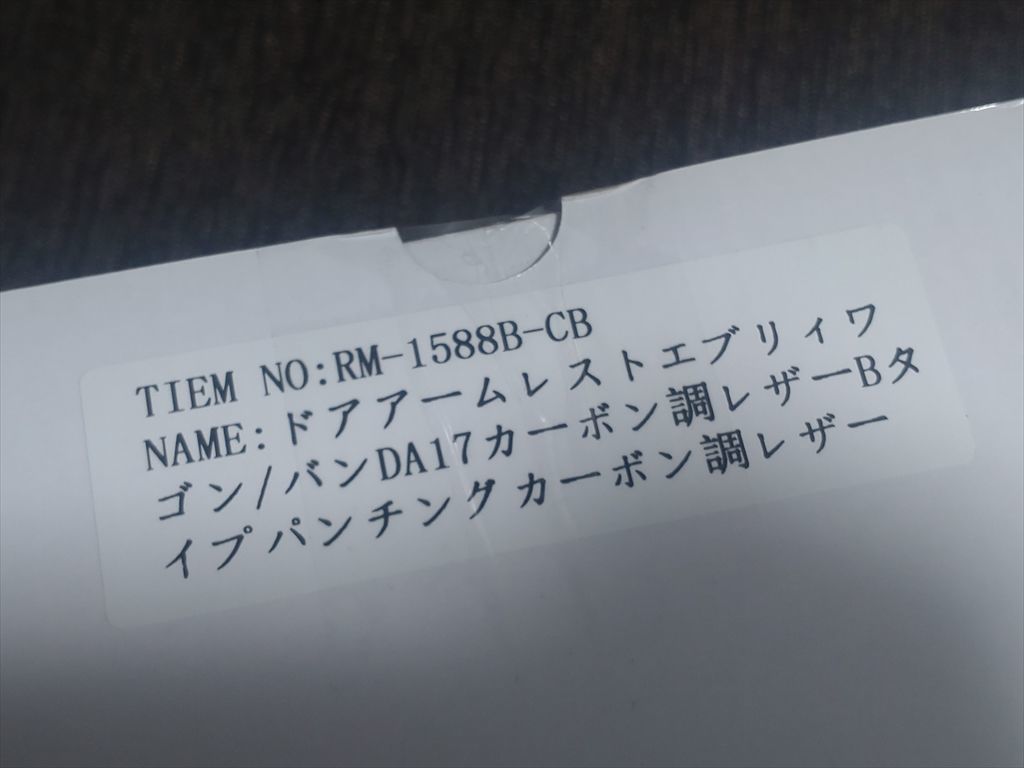 TIEM NO:RM-1588B-CB
NAME:ドアアームレストエブリィワ
ゴン/バンDA17カーボン調レザーBタ
イプパンチングカーボン調レザー